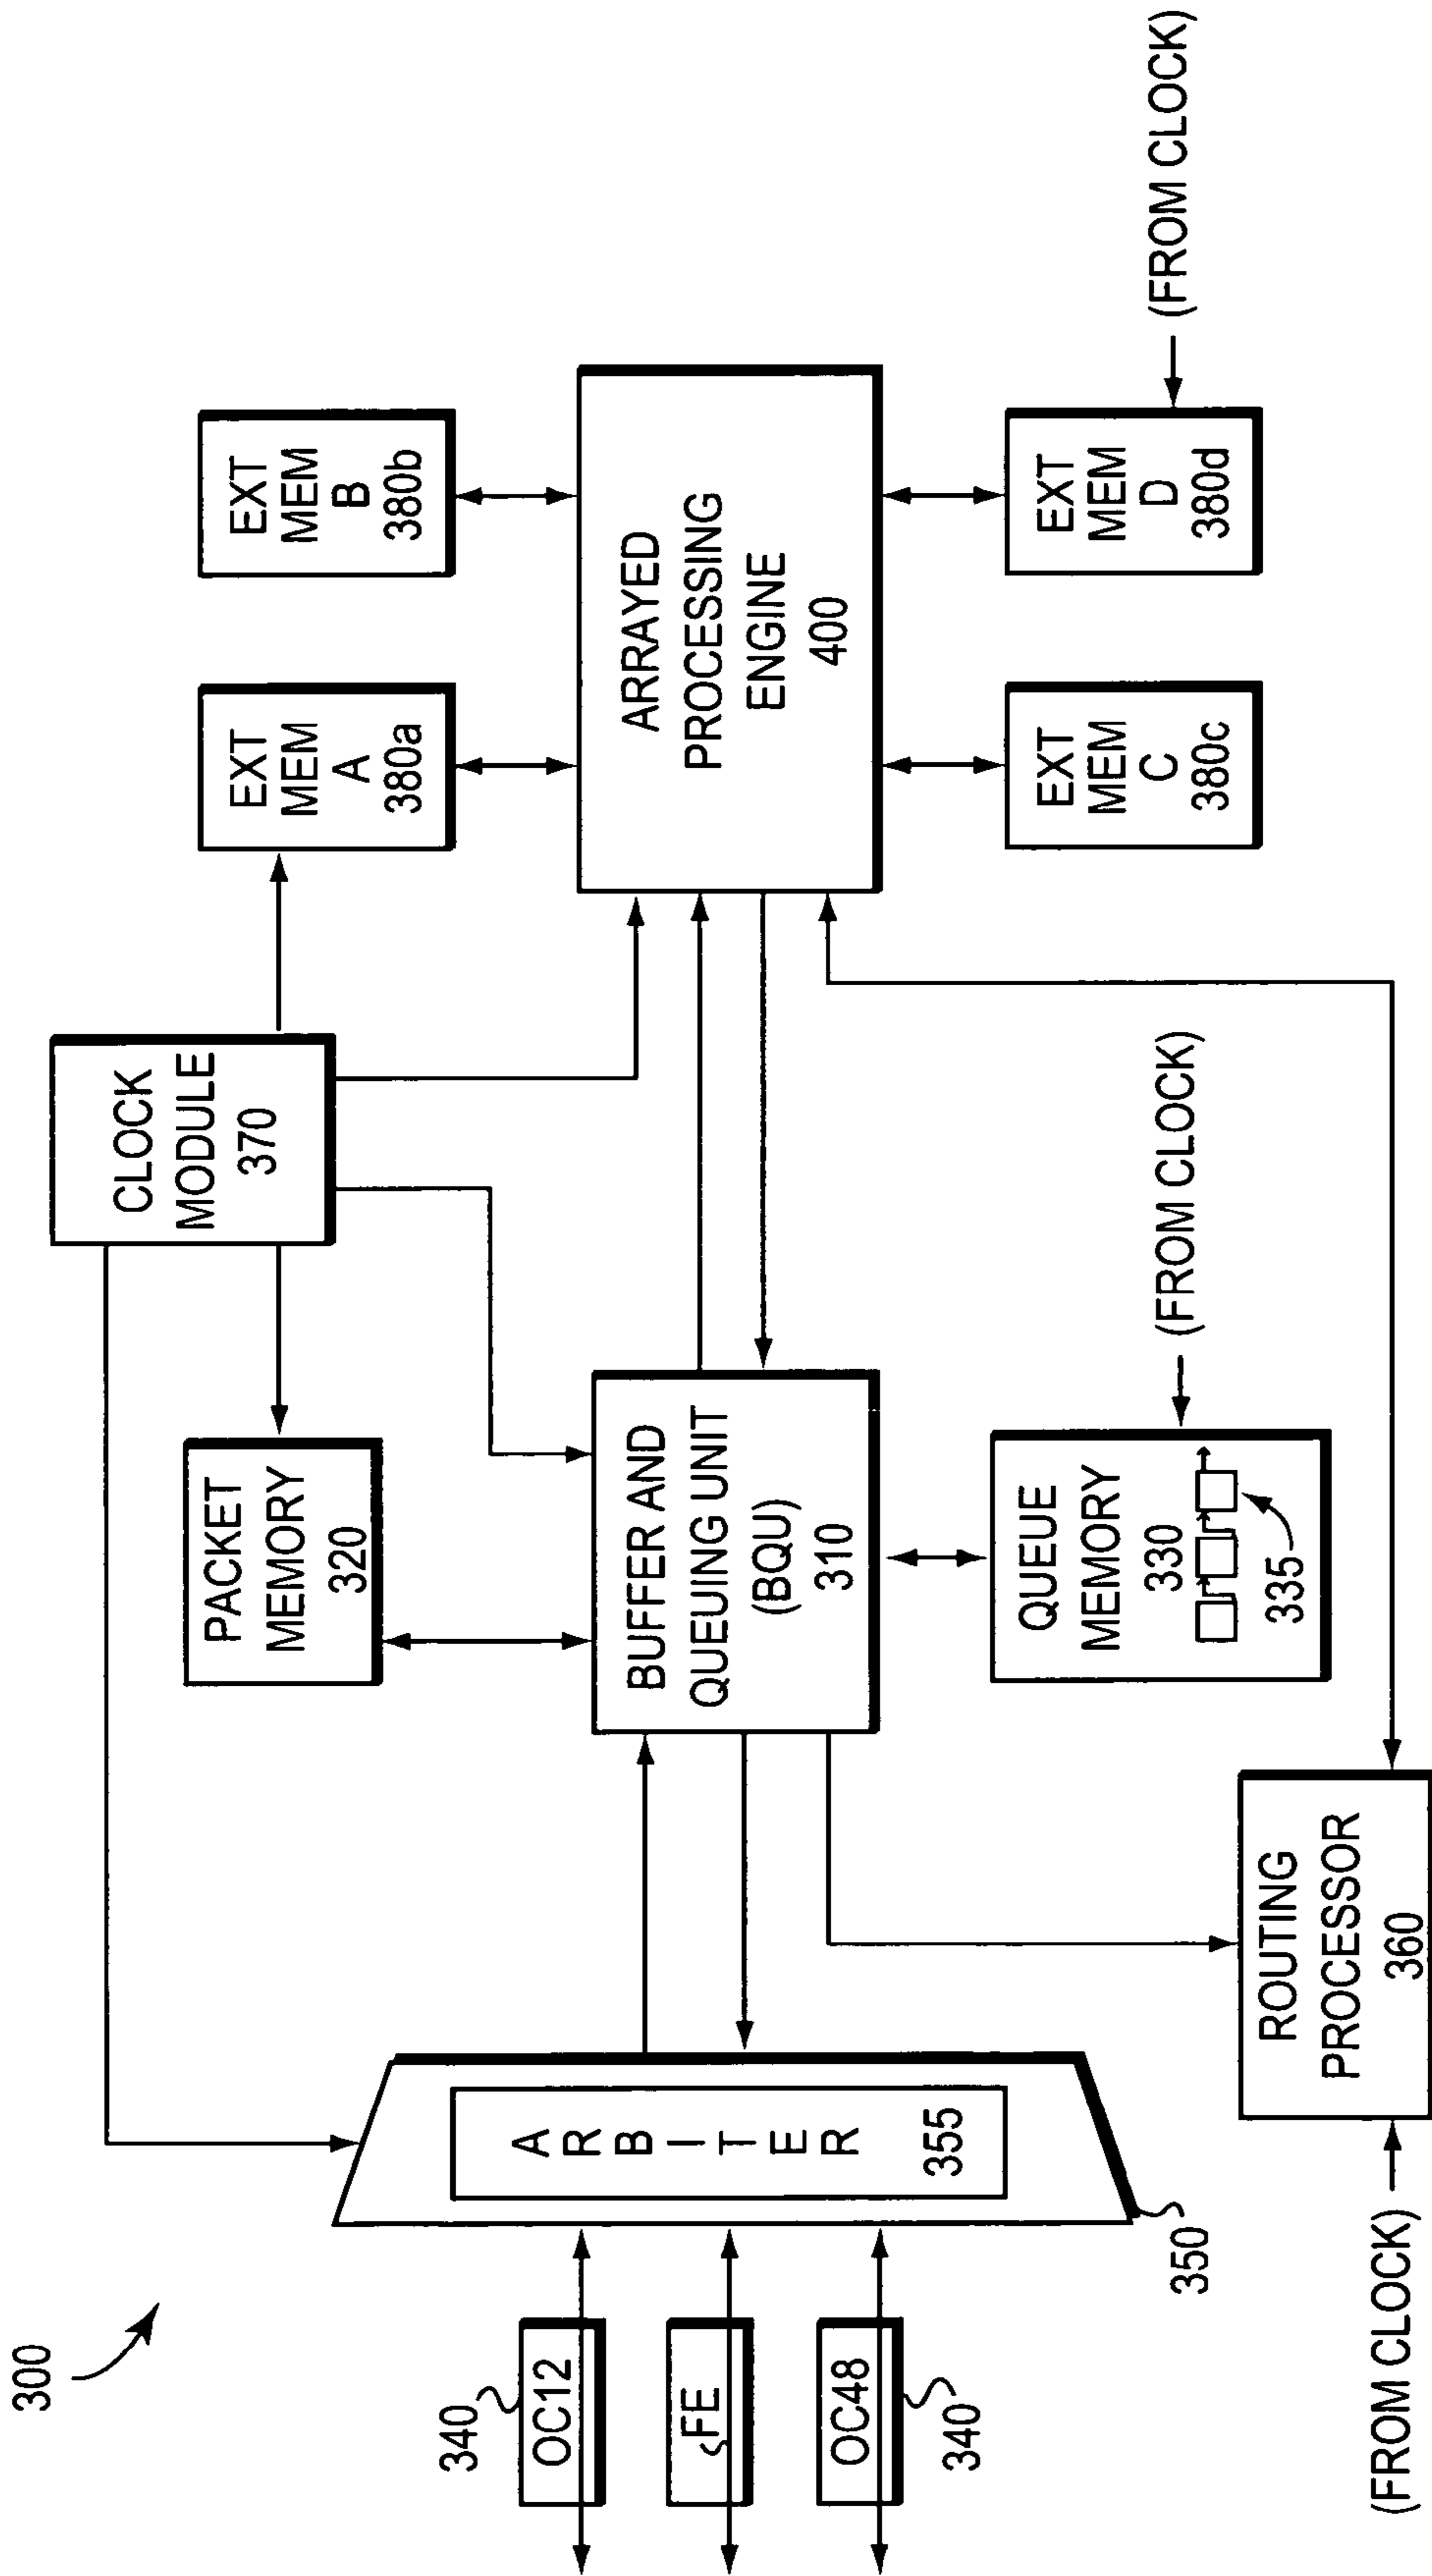 300
CLOCK
MODULE
370
PACKET
MEMORY
320
EXT
MEM
A
380a
EXT
MEM
B
380b
340
OC12
FE
OC48
340
A
R
B
I
T
E
R
355
350
BUFFER AND
QUEUING UNIT
(BQU)
310
ARRAYED
PROCESSING
ENGINE
400
QUEUE
MEMORY
330
335
(FROM CLOCK)
EXT
MEM
C
380c
EXT
MEM
D
380d
(FROM CLOCK)
ROUTING
PROCESSOR
360
(FROM CLOCK)